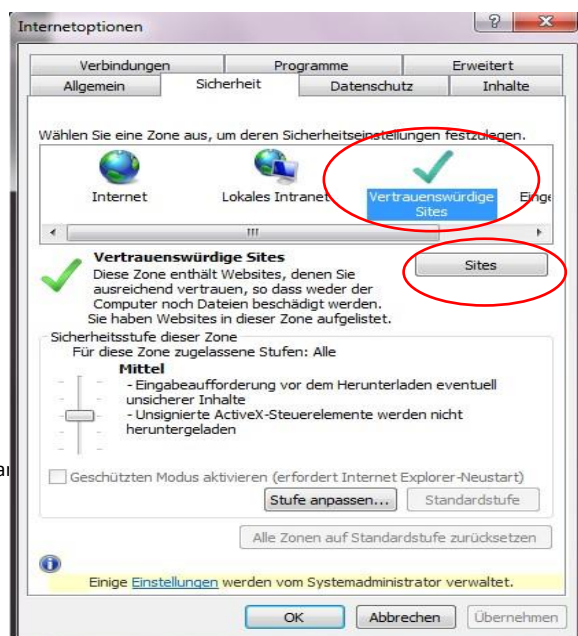 Internetoptionen
Verbindungen Programme Erweitert
Allgemein Sicherheit Datenschutz Inhalte
Wählen Sie eine Zone aus, um deren Sicherheitseinstellungen festzulegen.
Internet Lokales Intranet Vertrauenswürdige Einge
Sites
Vertrauenswürdige Sites
Sites
Diese Zone enthält Websites, denen Sie
ausreichend vertrauen, so dass weder der
Computer noch Dateien beschädigt werden.
Sie haben Websites in dieser Zone aufgelistet.
Sicherheitsstufe dieser Zone
Für diese Zone zugelassene Stufen: Alle
Mittel
- Eingabeaufforderung vor dem Herunterladen eventuell
unsicherer Inhalte
- Unsignierte ActiveX-Steuerelemente werden nicht
heruntergeladen
Geschützten Modus aktivieren (erfordert Internet Explorer-Neustart)
Stufe anpassen... Standardstufe
Alle Zonen auf Standardstufe zurücksetzen
Einige Einstellungen werden vom Systemadministrator verwaltet.
OK Abbrechen Übernehmen